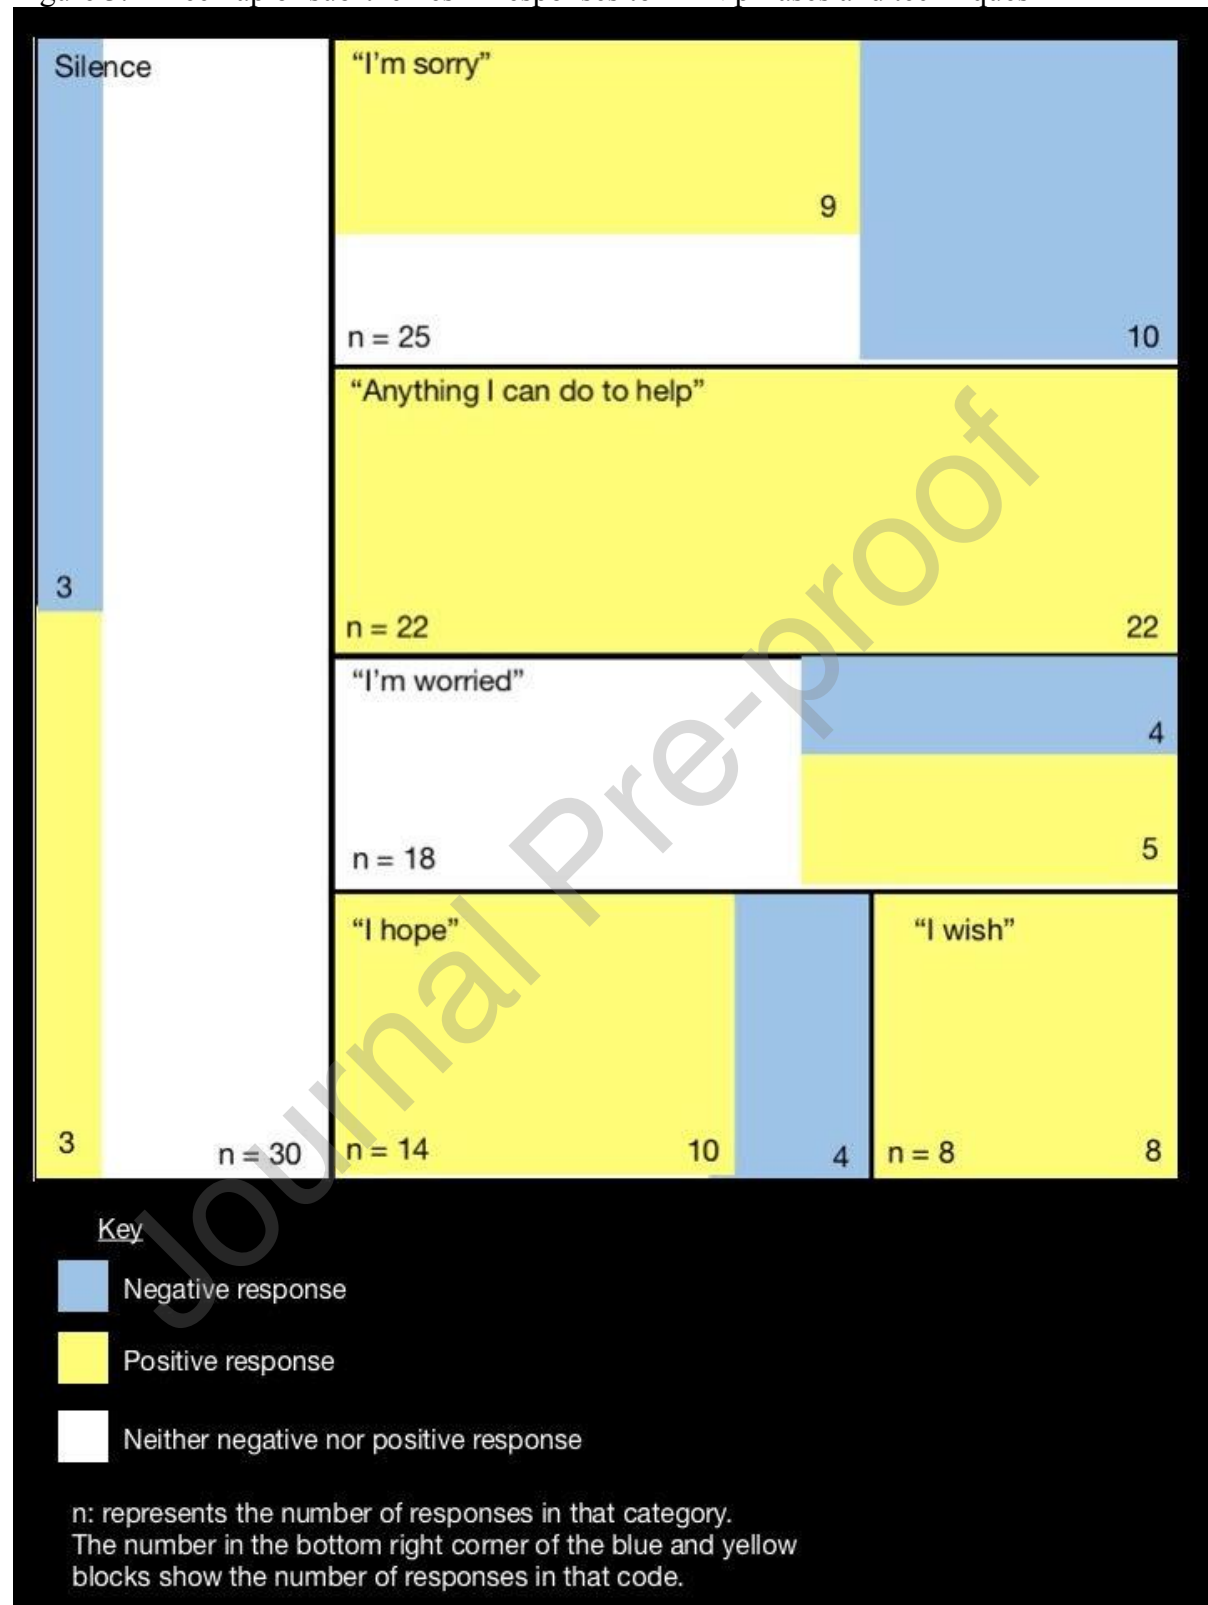 Silence
“I’m sorry”
9
n = 25
10
“Anything I can do to help”
n = 22
22
“I’m worried”
4
5
n = 18
3
“I hope”
n = 14
10
4
“I wish”
n = 8
8
3
n = 30
Key
Negative response
Positive response
Neither negative nor positive response
n: represents the number of responses in that category.
The number in the bottom right corner of the blue and yellow
blocks show the number of responses in that code.
Journal Pre-proof